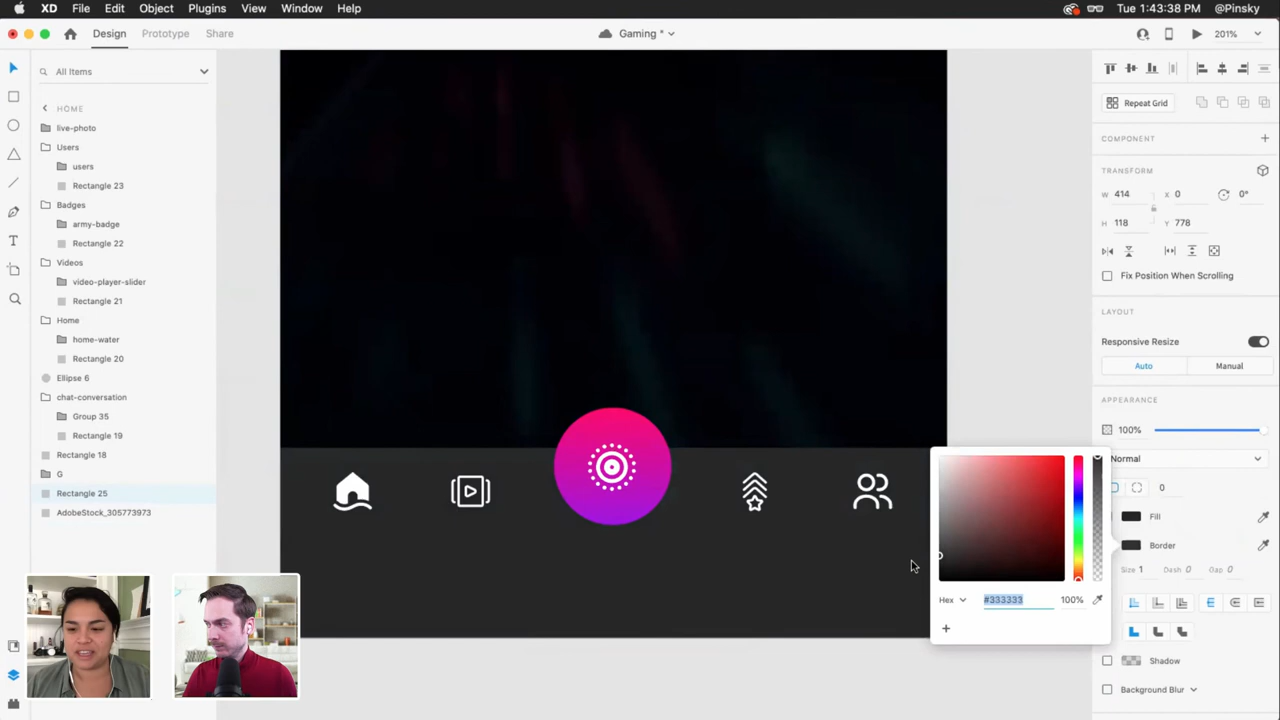 XD File Edit Object Plugins View Window Help Tue 1:43:38 PM @Pinsky
Design Prototype Share Gaming * 201%
All Items
HOME
live-photo
Users
users
Rectangle 23
Badges
army-badge
Rectangle 22
Videos
video-player-slider
Rectangle 21
Home
home-water
Rectangle 20
Ellipse 6
chat-conversation
Group 35
Rectangle 19
Rectangle 18
G
Rectangle 25
AdobeStock_305773973
Hex #333333 100%
Repeat Grid
COMPONENT
TRANSFORM
W 414 X 0 0°
H 118 Y 778
Fix Position When Scrolling
LAYOUT
Responsive Resize
Auto Manual
APPEARANCE
100%
Normal
0
Fill
Border
Size 1 Dash 0 Gap 0
Shadow
Background Blur